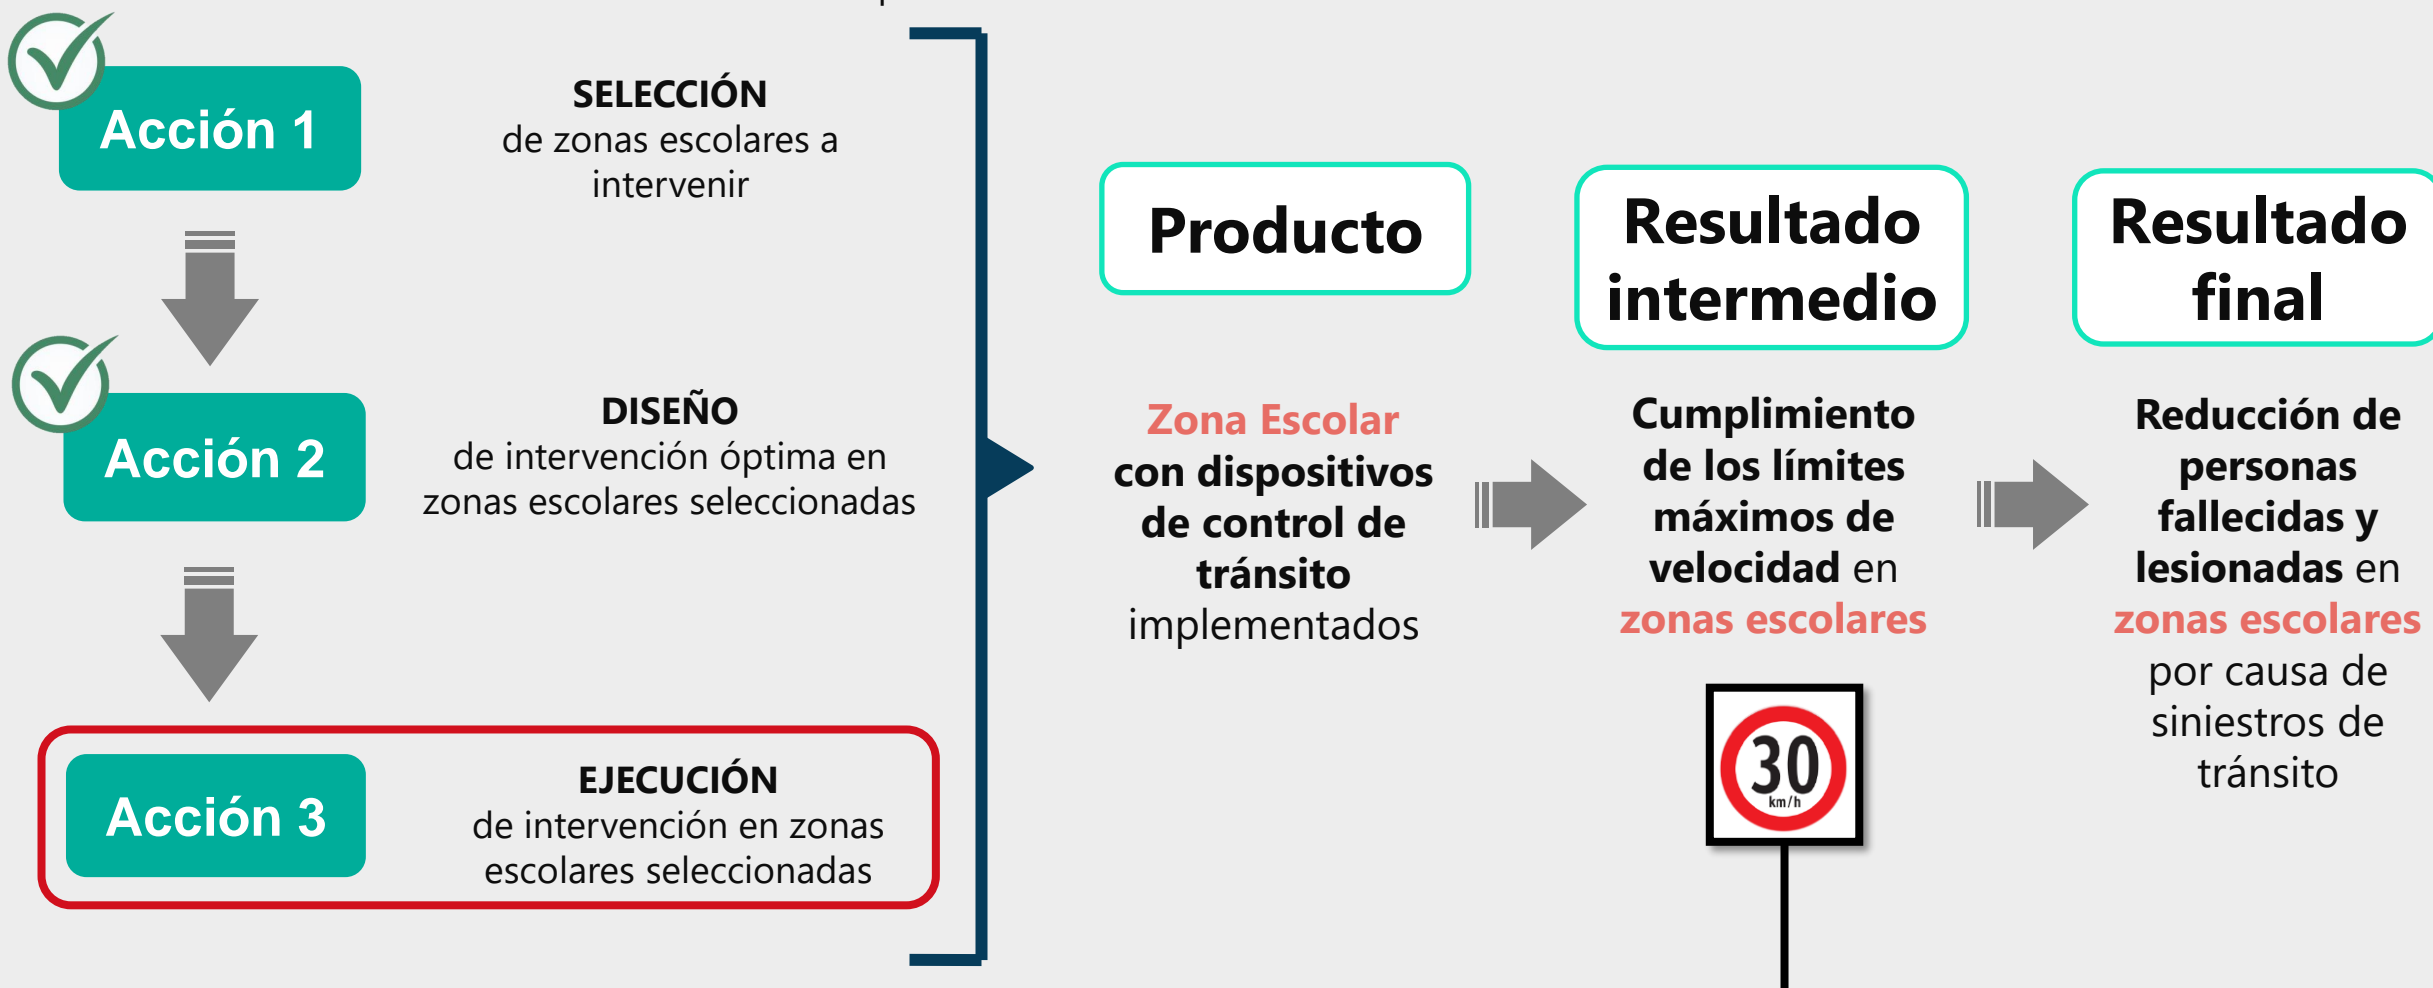 Acción 1
SELECCIÓN
de zonas escolares a
intervenir
Acción 2
DISEÑO
de intervención óptima en
zonas escolares seleccionadas
Acción 3
EJECUCIÓN
de intervención en zonas
escolares seleccionadas
Producto
Zona Escolar
con dispositivos
de control de
tránsito
implementados
Resultado
intermedio
Cumplimiento
de los límites
máximos de
velocidad en
zonas escolares
30
km/h
Resultado
final
Reducción de
personas
fallecidas y
lesionadas en
zonas escolares
por causa de
siniestros de
tránsito